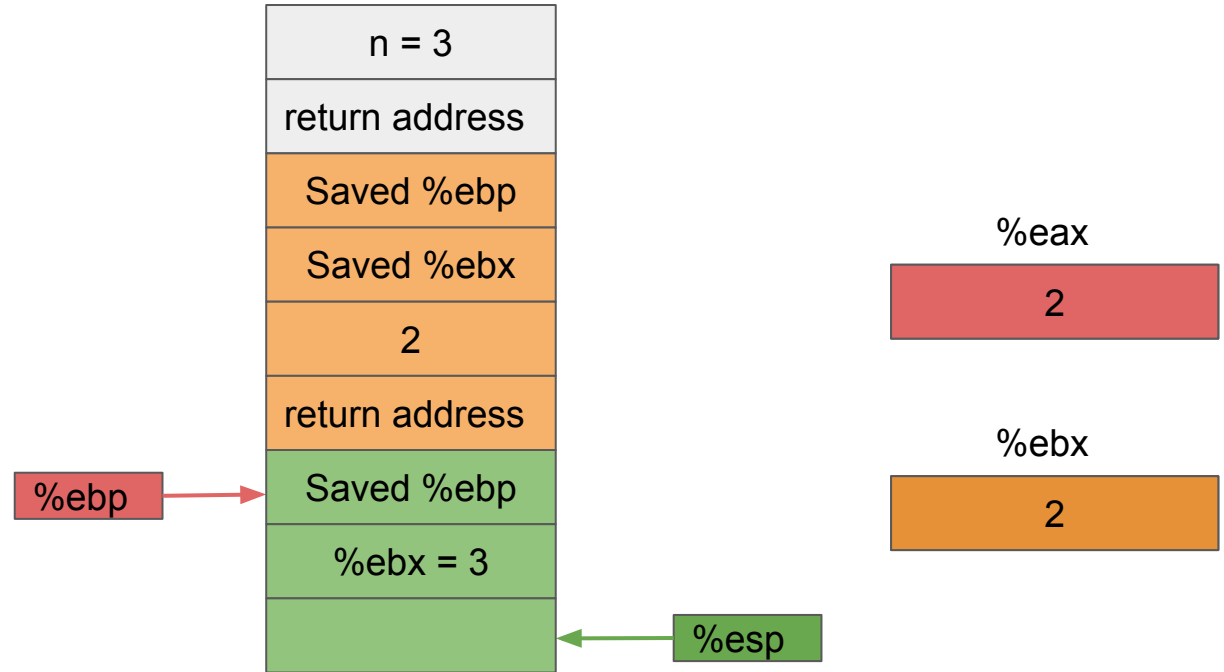 n = 3
return address
Saved %ebp
Saved %ebx
2
return address
Saved %ebp
%ebx = 3
%ebp
%esp
%eax
2
%ebx
2